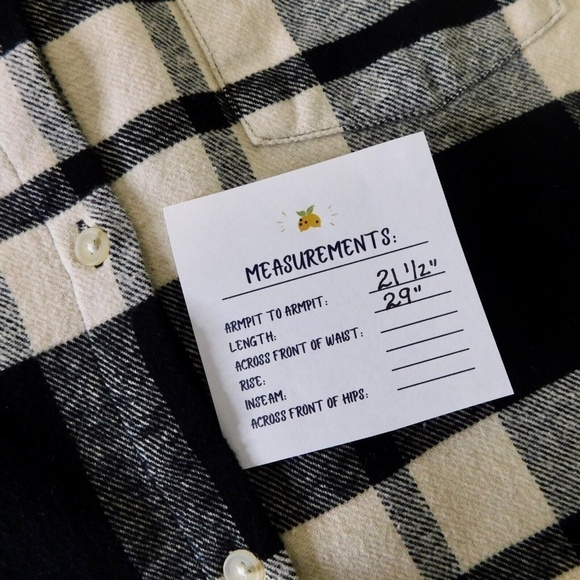 MEASUREMENTS:
ARMPIT TO ARMPIT: 21 1/2"
LENGTH: 29"
ACROSS FRONT OF WAIST:
RISE:
INSEAM:
ACROSS FRONT OF HIPS: